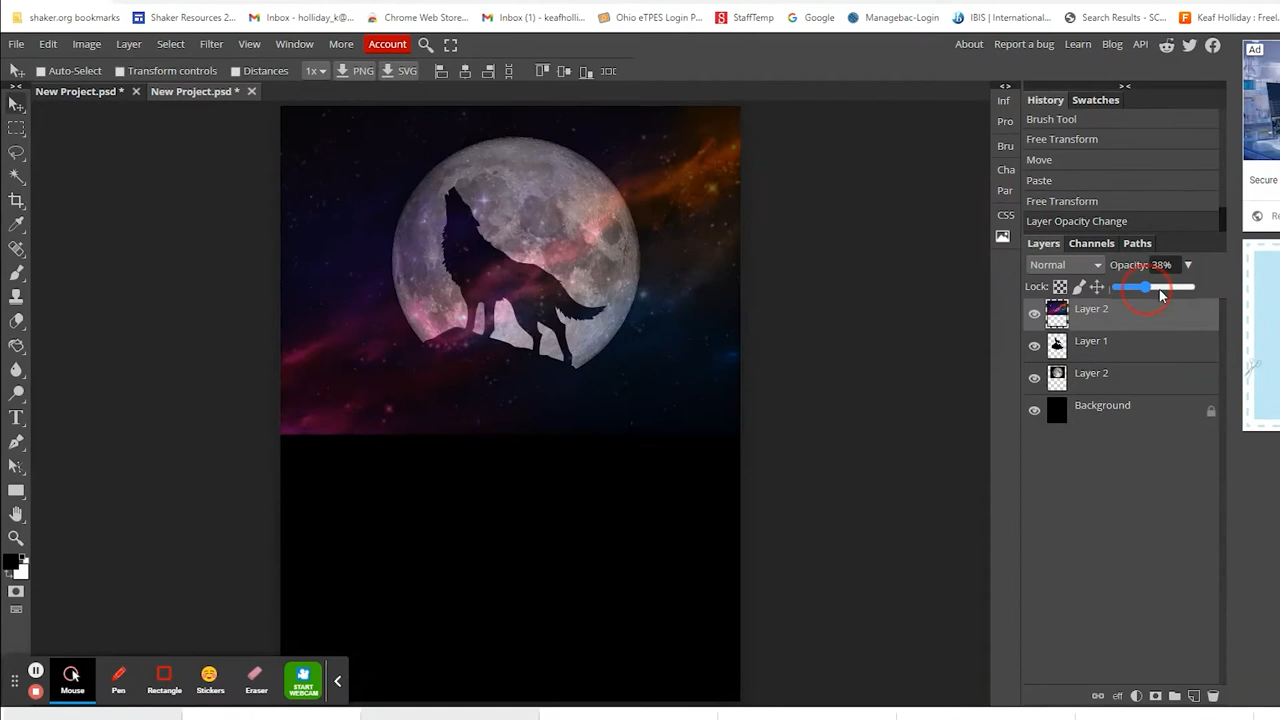 shaker.org bookmarks Shaker Resources 2... Inbox - holliday_k@... Chrome Web Store... Inbox (1) - keafholli... Ohio eTPES Login P... StaffTemp Google Managebac-Login IBIS | International... Search Results - SC... Keaf Holliday : Freel
File Edit Image Layer Select Filter View Window More Account About Report a bug Learn Blog API
Auto-Select Transform controls Distances 1x PNG SVG
New Project.psd * New Project.psd *
Ad
Inf
Pro
Bru
Cha
Par
CSS
History Swatches
Brush Tool
Free Transform
Move
Paste
Free Transform
Layer Opacity Change
Layers Channels Paths
Normal Opacity: 38%
Lock:
Layer 2
Layer 1
Layer 2
Background
Secure
Mouse Pen Rectangle Stickers Eraser START WEBCAM
eff